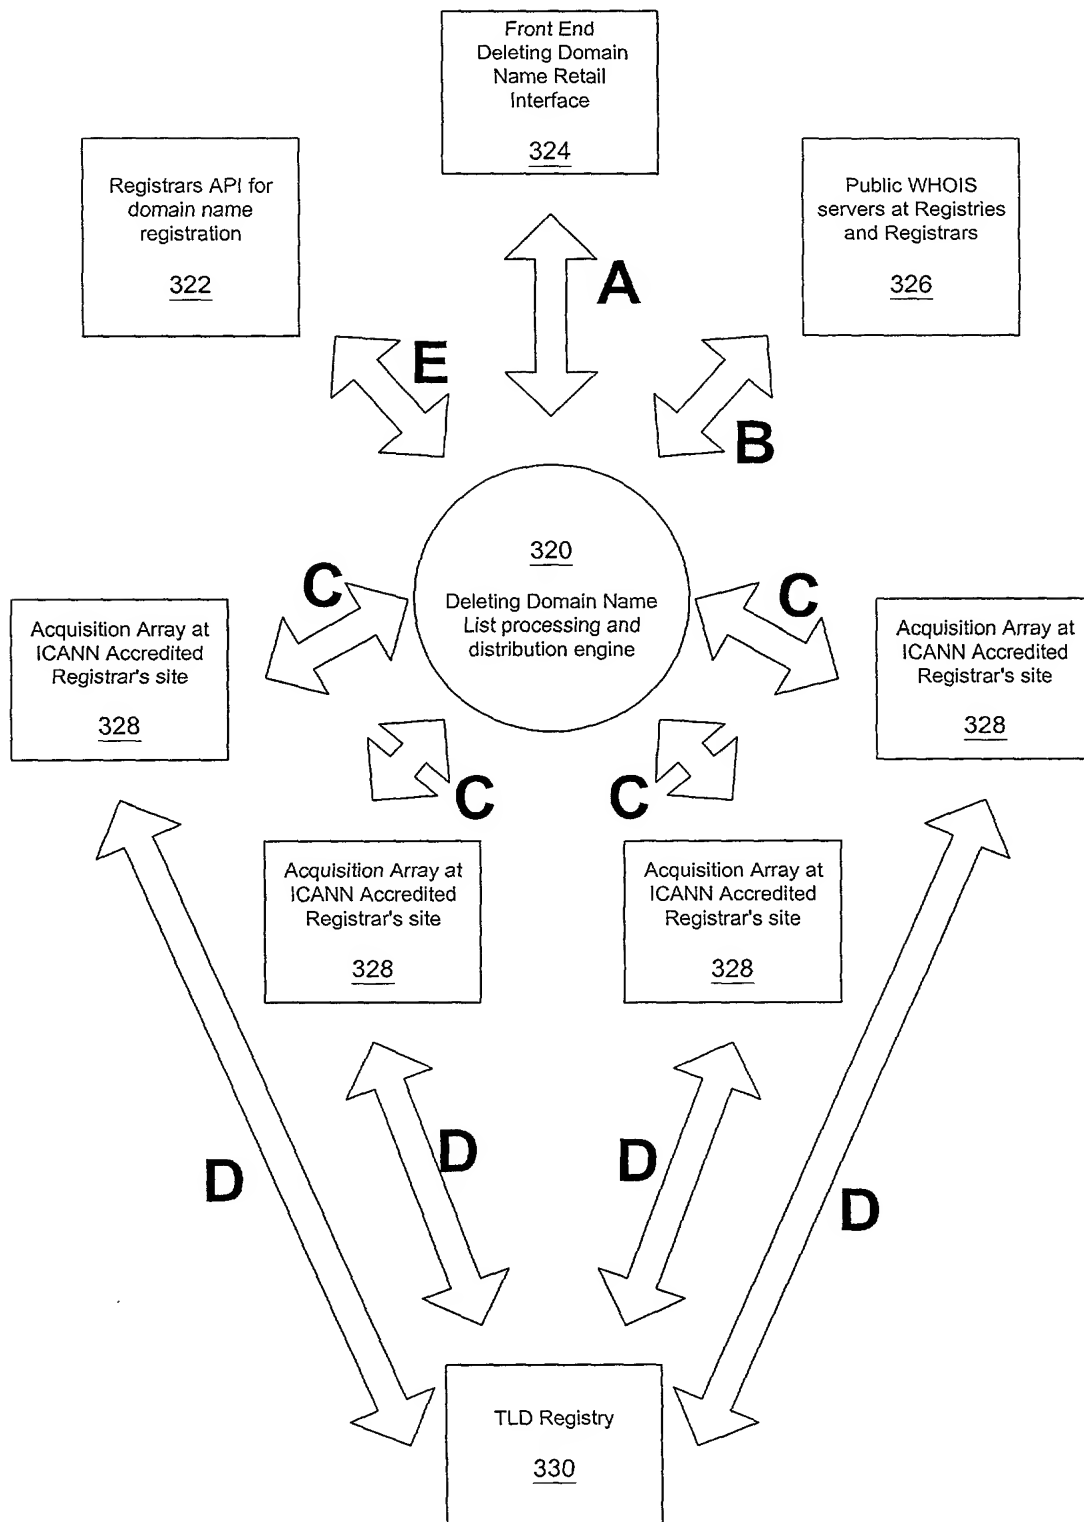 Front End
Deleting Domain
Name Retail
Interface
324
Registrars API for
domain name
registration
322
Public WHOIS
servers at Registries
and Registrars
326
A
E
B
320
Deleting Domain Name
List processing and
distribution engine
C
C
Acquisition Array at
ICANN Accredited
Registrar's site
328
Acquisition Array at
ICANN Accredited
Registrar's site
328
C
C
Acquisition Array at
ICANN Accredited
Registrar's site
328
Acquisition Array at
ICANN Accredited
Registrar's site
328
D
D
D
D
TLD Registry
330